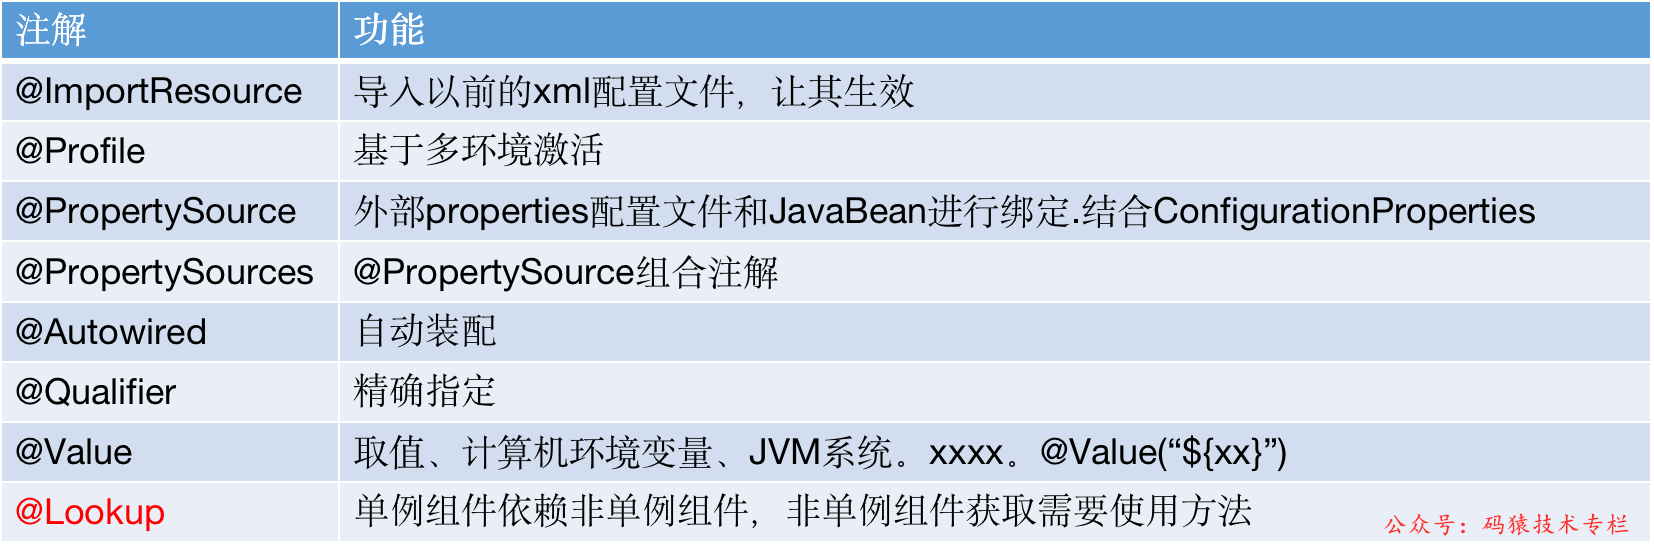 注解 功能
@ImportResource 导入以前的xml配置文件，让其生效
@Profile 基于多环境激活
@PropertySource 外部properties配置文件和JavaBean进行绑定.结合ConfigurationProperties
@PropertySources @PropertySource组合注解
@Autowired 自动装配
@Qualifier 精确指定
@Value 取值、计算机环境变量、JVM系统。xxxx。@Value(“${xx}”)
@Lookup 单例组件依赖非单例组件，非单例组件获取需要使用方法
公众号：码猿技术专栏